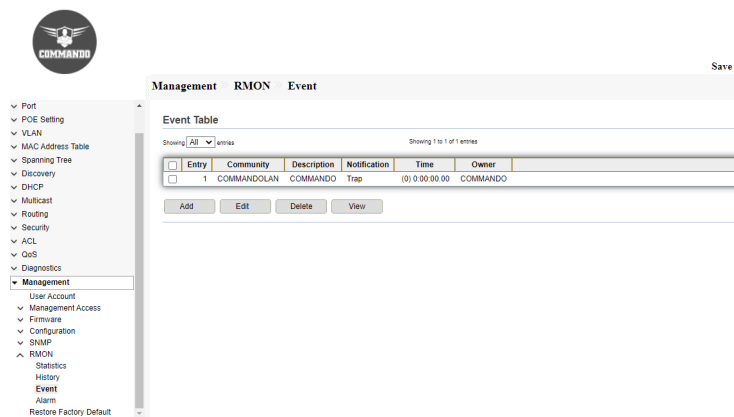 COMMANDO
Save
Management RMON Event
Port
POE Setting
VLAN
MAC Address Table
Spanning Tree
Discovery
DHCP
Multicast
Routing
Security
ACL
QoS
Diagnostics
Management
User Account
Management Access
Firmware
Configuration
SNMP
RMON
Statistics
History
Event
Alarm
Restore Factory Default
Event Table
Showing All entries Showing 1 to 1 of 1 entries
Entry Community Description Notification Time Owner
1 COMMANDOLAN COMMANDO Trap (0) 0:00:00.00 COMMANDO
Add Edit Delete View